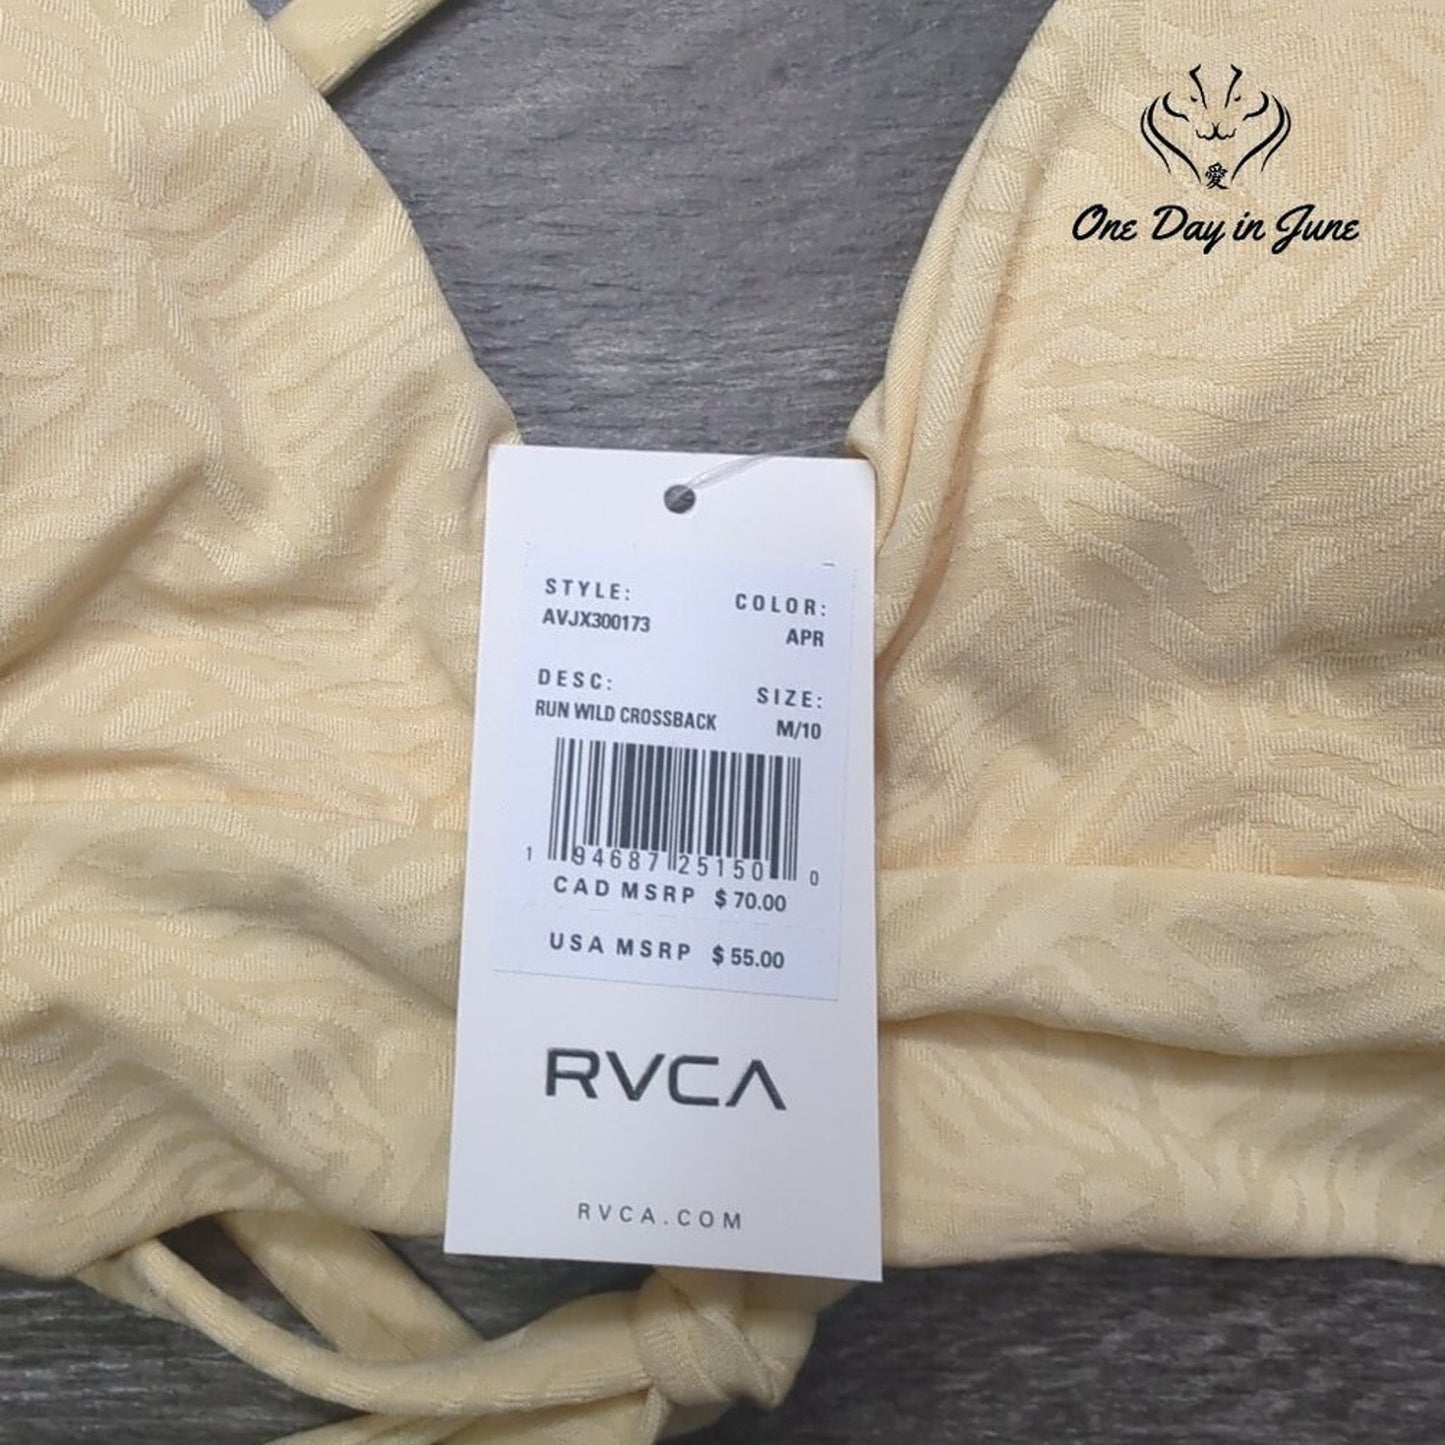 愛
One Day in June
STYLE:
AVJX300173
COLOR:
APR
DESC:
RUN WILD CROSSBACK
SIZE:
M/10
1 94687 25150 0
CAD MSRP $ 70.00
USA MSRP $ 55.00
RVCA
RVCA.COM